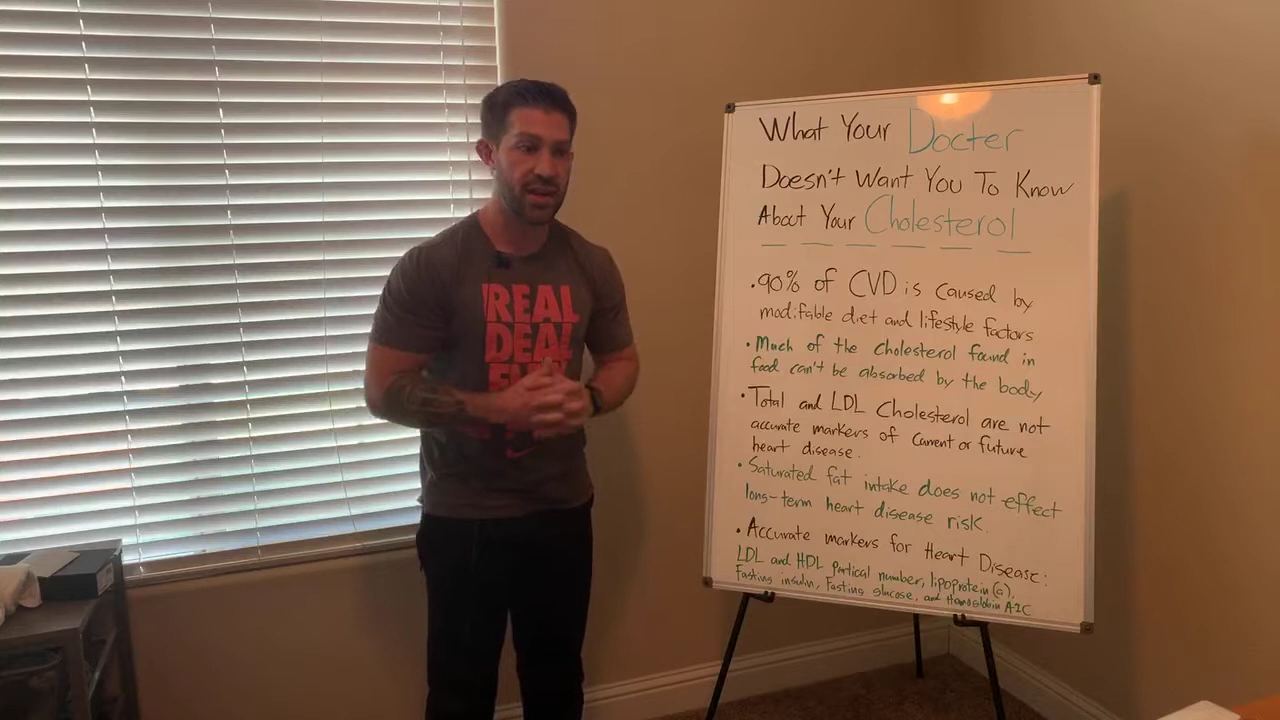 What Your Docter
Doesn't Want You To Know
About Your Cholesterol
• 90% of CVD is caused by
modifable diet and lifestyle factors
• Much of the cholesterol found in
food can't be absorbed by the body
• Total and LDL Cholesterol are not
accurate markers of current or future
heart disease.
• Saturated fat intake does not effect
long-term heart disease risk.
• Accurate markers for Heart Disease:
LDL and HDL partical number, lipoprotein (a),
Fasting insulin, Fasting glucose, and Hemoglobin A1C
REAL
DEAL